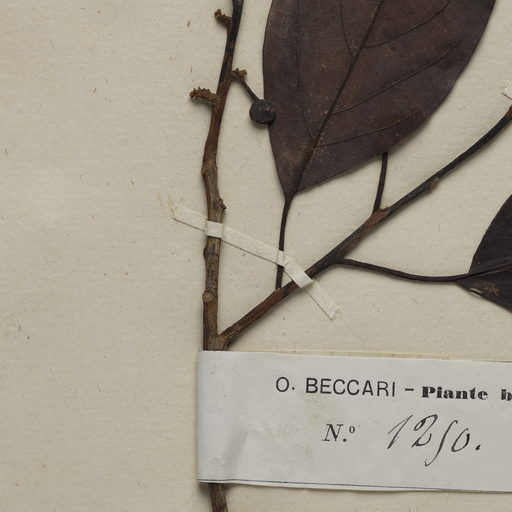 O. BECCARI – Piante b
N.º 1250.